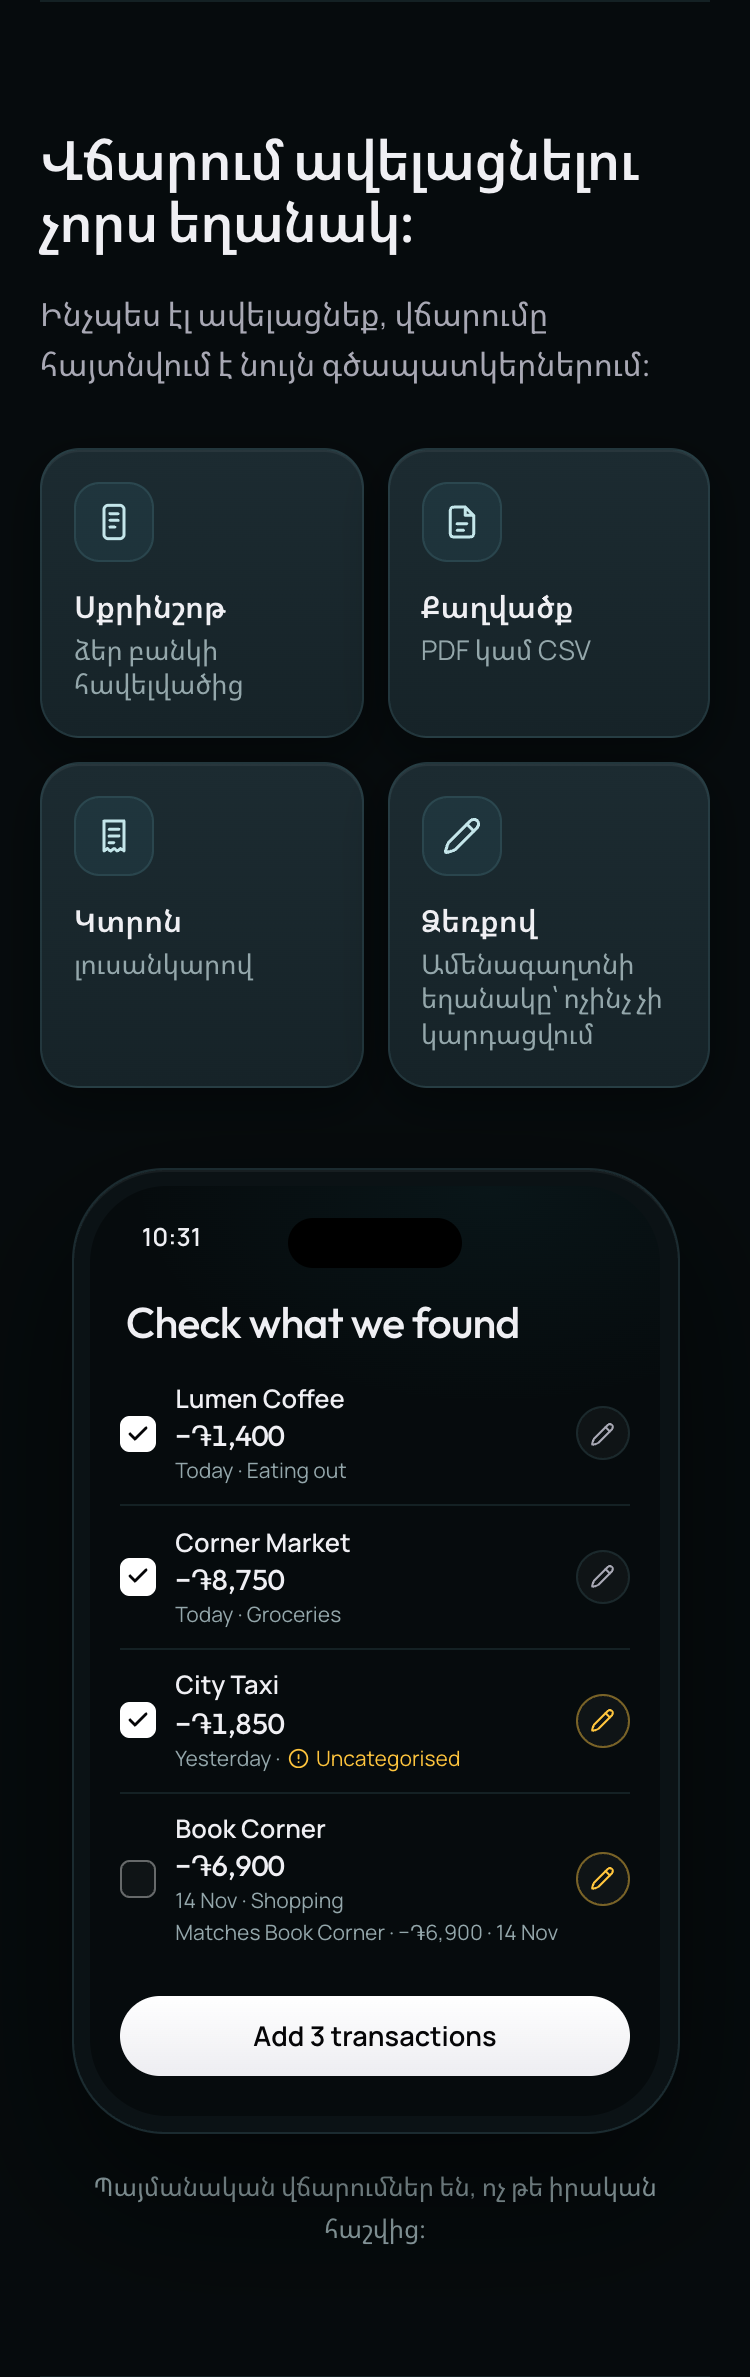 Վճարում ավելացնելու
չորս եղանակ։
Ինչպես էլ ավելացնեք, վճարումը
հայտնվում է նույն գծապատկերներում։
Սքրինշոթ
ձեր բանկի
հավելվածից
Քաղվածք
PDF կամ CSV
Կտրոն
լուսանկարով
Ձեռքով
Ամենագաղտնի
եղանակը՝ ոչինչ չի
կարդացվում
10:31
Check what we found
Lumen Coffee
−֏1,400
Today · Eating out
Corner Market
−֏8,750
Today · Groceries
City Taxi
−֏1,850
Yesterday · Uncategorised
Book Corner
−֏6,900
14 Nov · Shopping
Matches Book Corner · −֏6,900 · 14 Nov
Add 3 transactions
Պայմանական վճարումներ են, ոչ թե իրական
հաշվից։